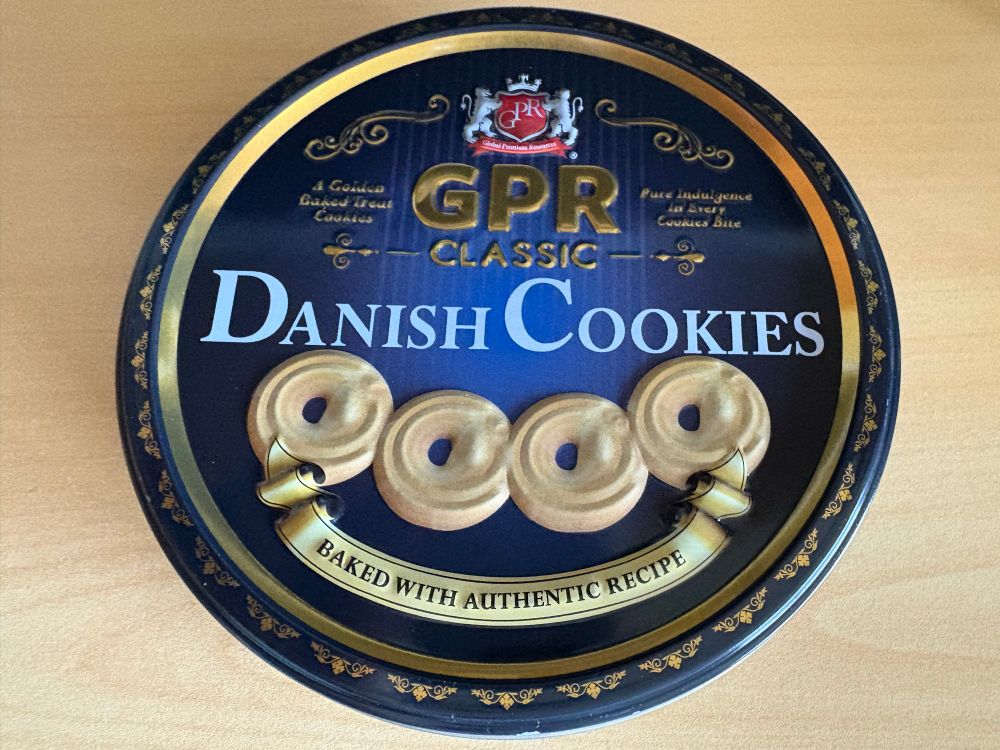 GPR
Global Premium Resources
®
GPR
CLASSIC
A Golden
Baked Treat
Cookies
Pure Indulgence
In Every
Cookies Bite
DANISH COOKIES
BAKED WITH AUTHENTIC RECIPE